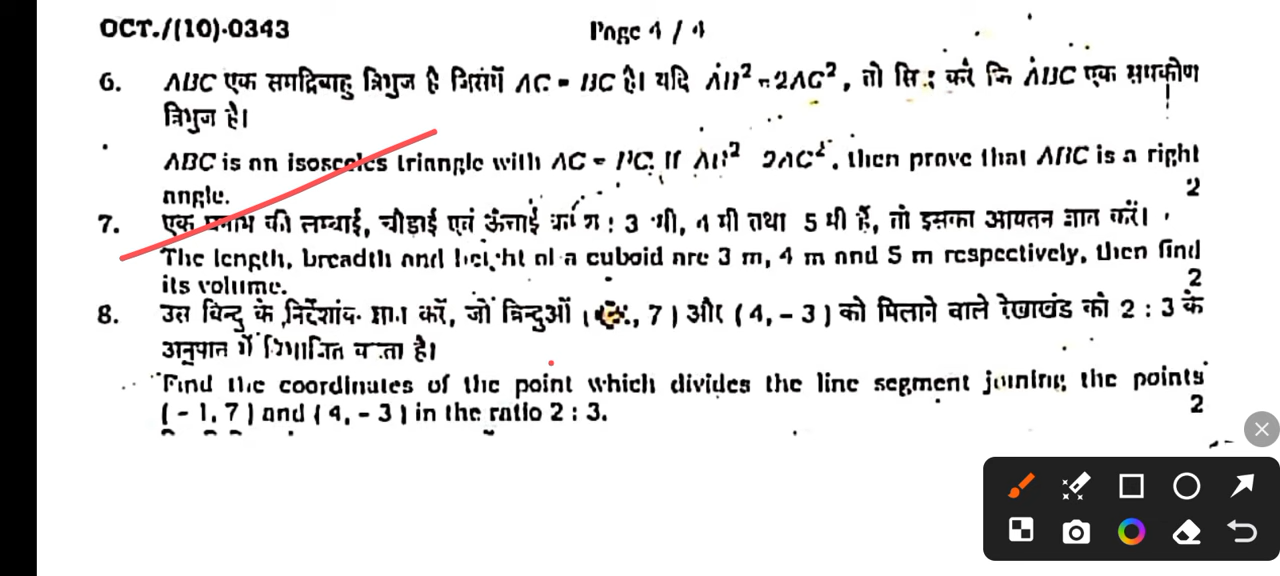 OCT./(10)-0343 Page 4 / 4
6. ABC एक समद्विबाहु त्रिभुज है जिसमें AC = BC है। यदि AB² = 2AC², तो सिद्ध करें कि ABC एक समकोण
त्रिभुज है।
ABC is an isosceles triangle with AC = BC. If AB² 2AC², then prove that ABC is a right
angle. 2
7. एक की लम्बाई, चौड़ाई एवं ऊँचाई : 3 मी, 4 मी तथा 5 मी हैं, तो इसका आयतन ज्ञात करें।
The length, breadth and height of a cuboid are 3 m, 4 m and 5 m respectively, then find
its volume. 2
8. उस बिन्दु के निर्देशांक ज्ञात करें, जो बिन्दुओं ( , 7 ) और ( 4, – 3 ) को मिलाने वाले रेखाखंड को 2 : 3 के
अनुपात में विभाजित करता है।
Find the coordinates of the point which divides the line segment joining the points
( – 1, 7 ) and ( 4, – 3 ) in the ratio 2 : 3. 2